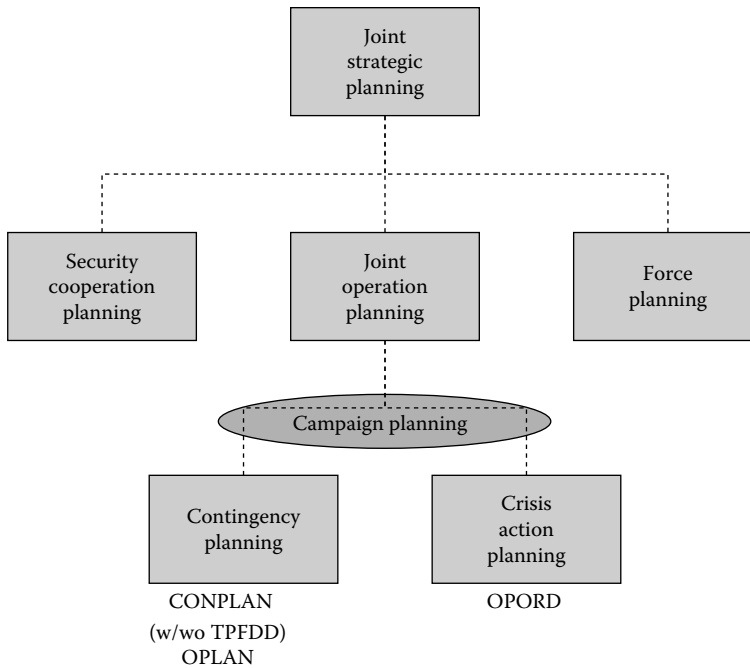 Joint
strategic
planning
Security
cooperation
planning
Joint
operation
planning
Force
planning
Campaign planning
Contingency
planning
Crisis
action
planning
CONPLAN
(w/wo TPFDD)
OPLAN
OPORD